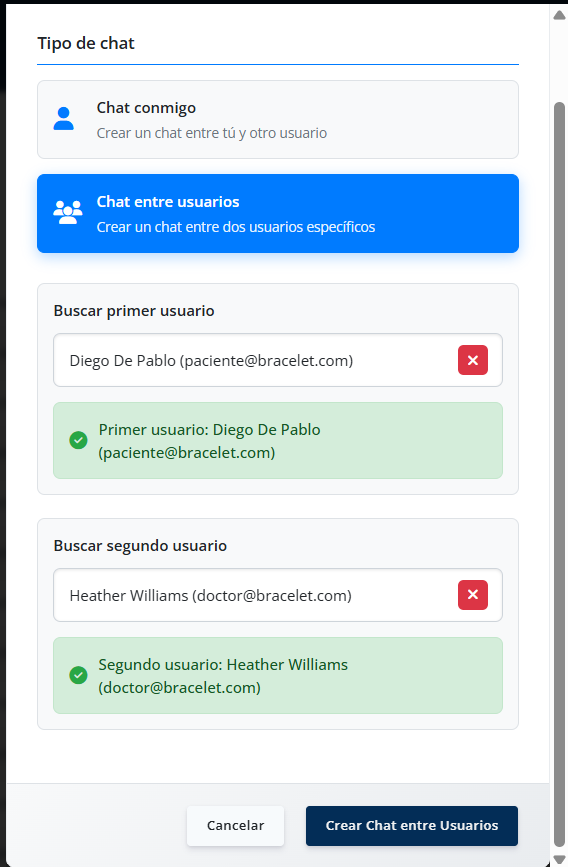 Tipo de chat
Chat conmigo
Crear un chat entre tú y otro usuario
Chat entre usuarios
Crear un chat entre dos usuarios específicos
Buscar primer usuario
Diego De Pablo (paciente@bracelet.com)
Primer usuario: Diego De Pablo
(paciente@bracelet.com)
Buscar segundo usuario
Heather Williams (doctor@bracelet.com)
Segundo usuario: Heather Williams
(doctor@bracelet.com)
Cancelar
Crear Chat entre Usuarios